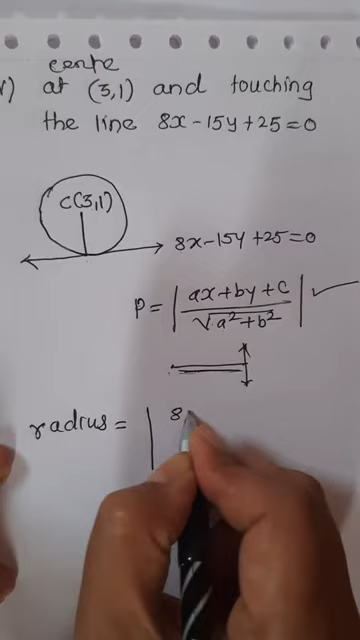 centre
v) at (3,1) and touching
the line 8x - 15y + 25 = 0
C(3,1)
8x - 15y + 25 = 0
P = | ax + by + c / √a² + b² |
radius = | 8